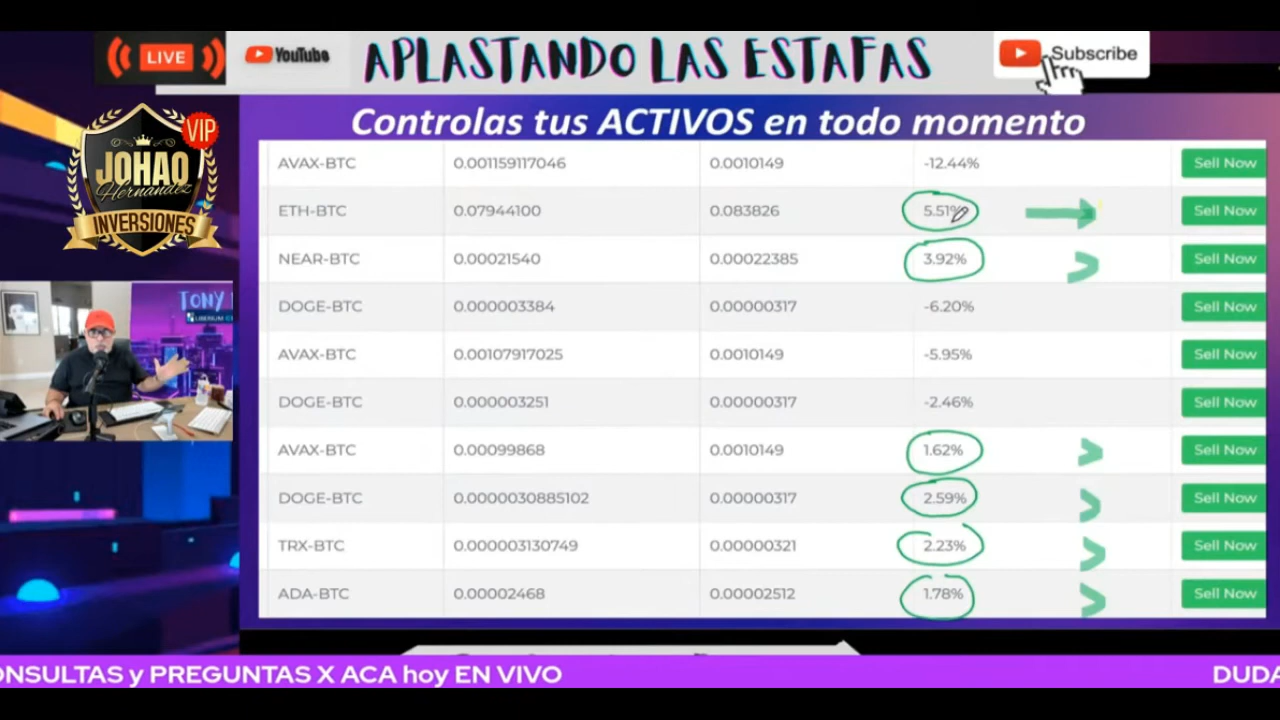 LIVE
YouTube
APLASTANDO LAS ESTAFAS
Subscribe
Controlas tus ACTIVOS en todo momento
VIP
JOHAO
Hernandez
INVERSIONES
TONY
AVAX-BTC 0.001159117046 0.0010149 -12.44% Sell Now
ETH-BTC 0.07944100 0.083826 5.51% Sell Now
NEAR-BTC 0.00021540 0.00022385 3.92% Sell Now
DOGE-BTC 0.000003384 0.00000317 -6.20% Sell Now
AVAX-BTC 0.00107917025 0.0010149 -5.95% Sell Now
DOGE-BTC 0.000003251 0.00000317 -2.46% Sell Now
AVAX-BTC 0.00099868 0.0010149 1.62% Sell Now
DOGE-BTC 0.0000030885102 0.00000317 2.59% Sell Now
TRX-BTC 0.000003130749 0.00000321 2.23% Sell Now
ADA-BTC 0.00002468 0.00002512 1.78% Sell Now
ONSULTAS y PREGUNTAS X ACA hoy EN VIVO DUDA